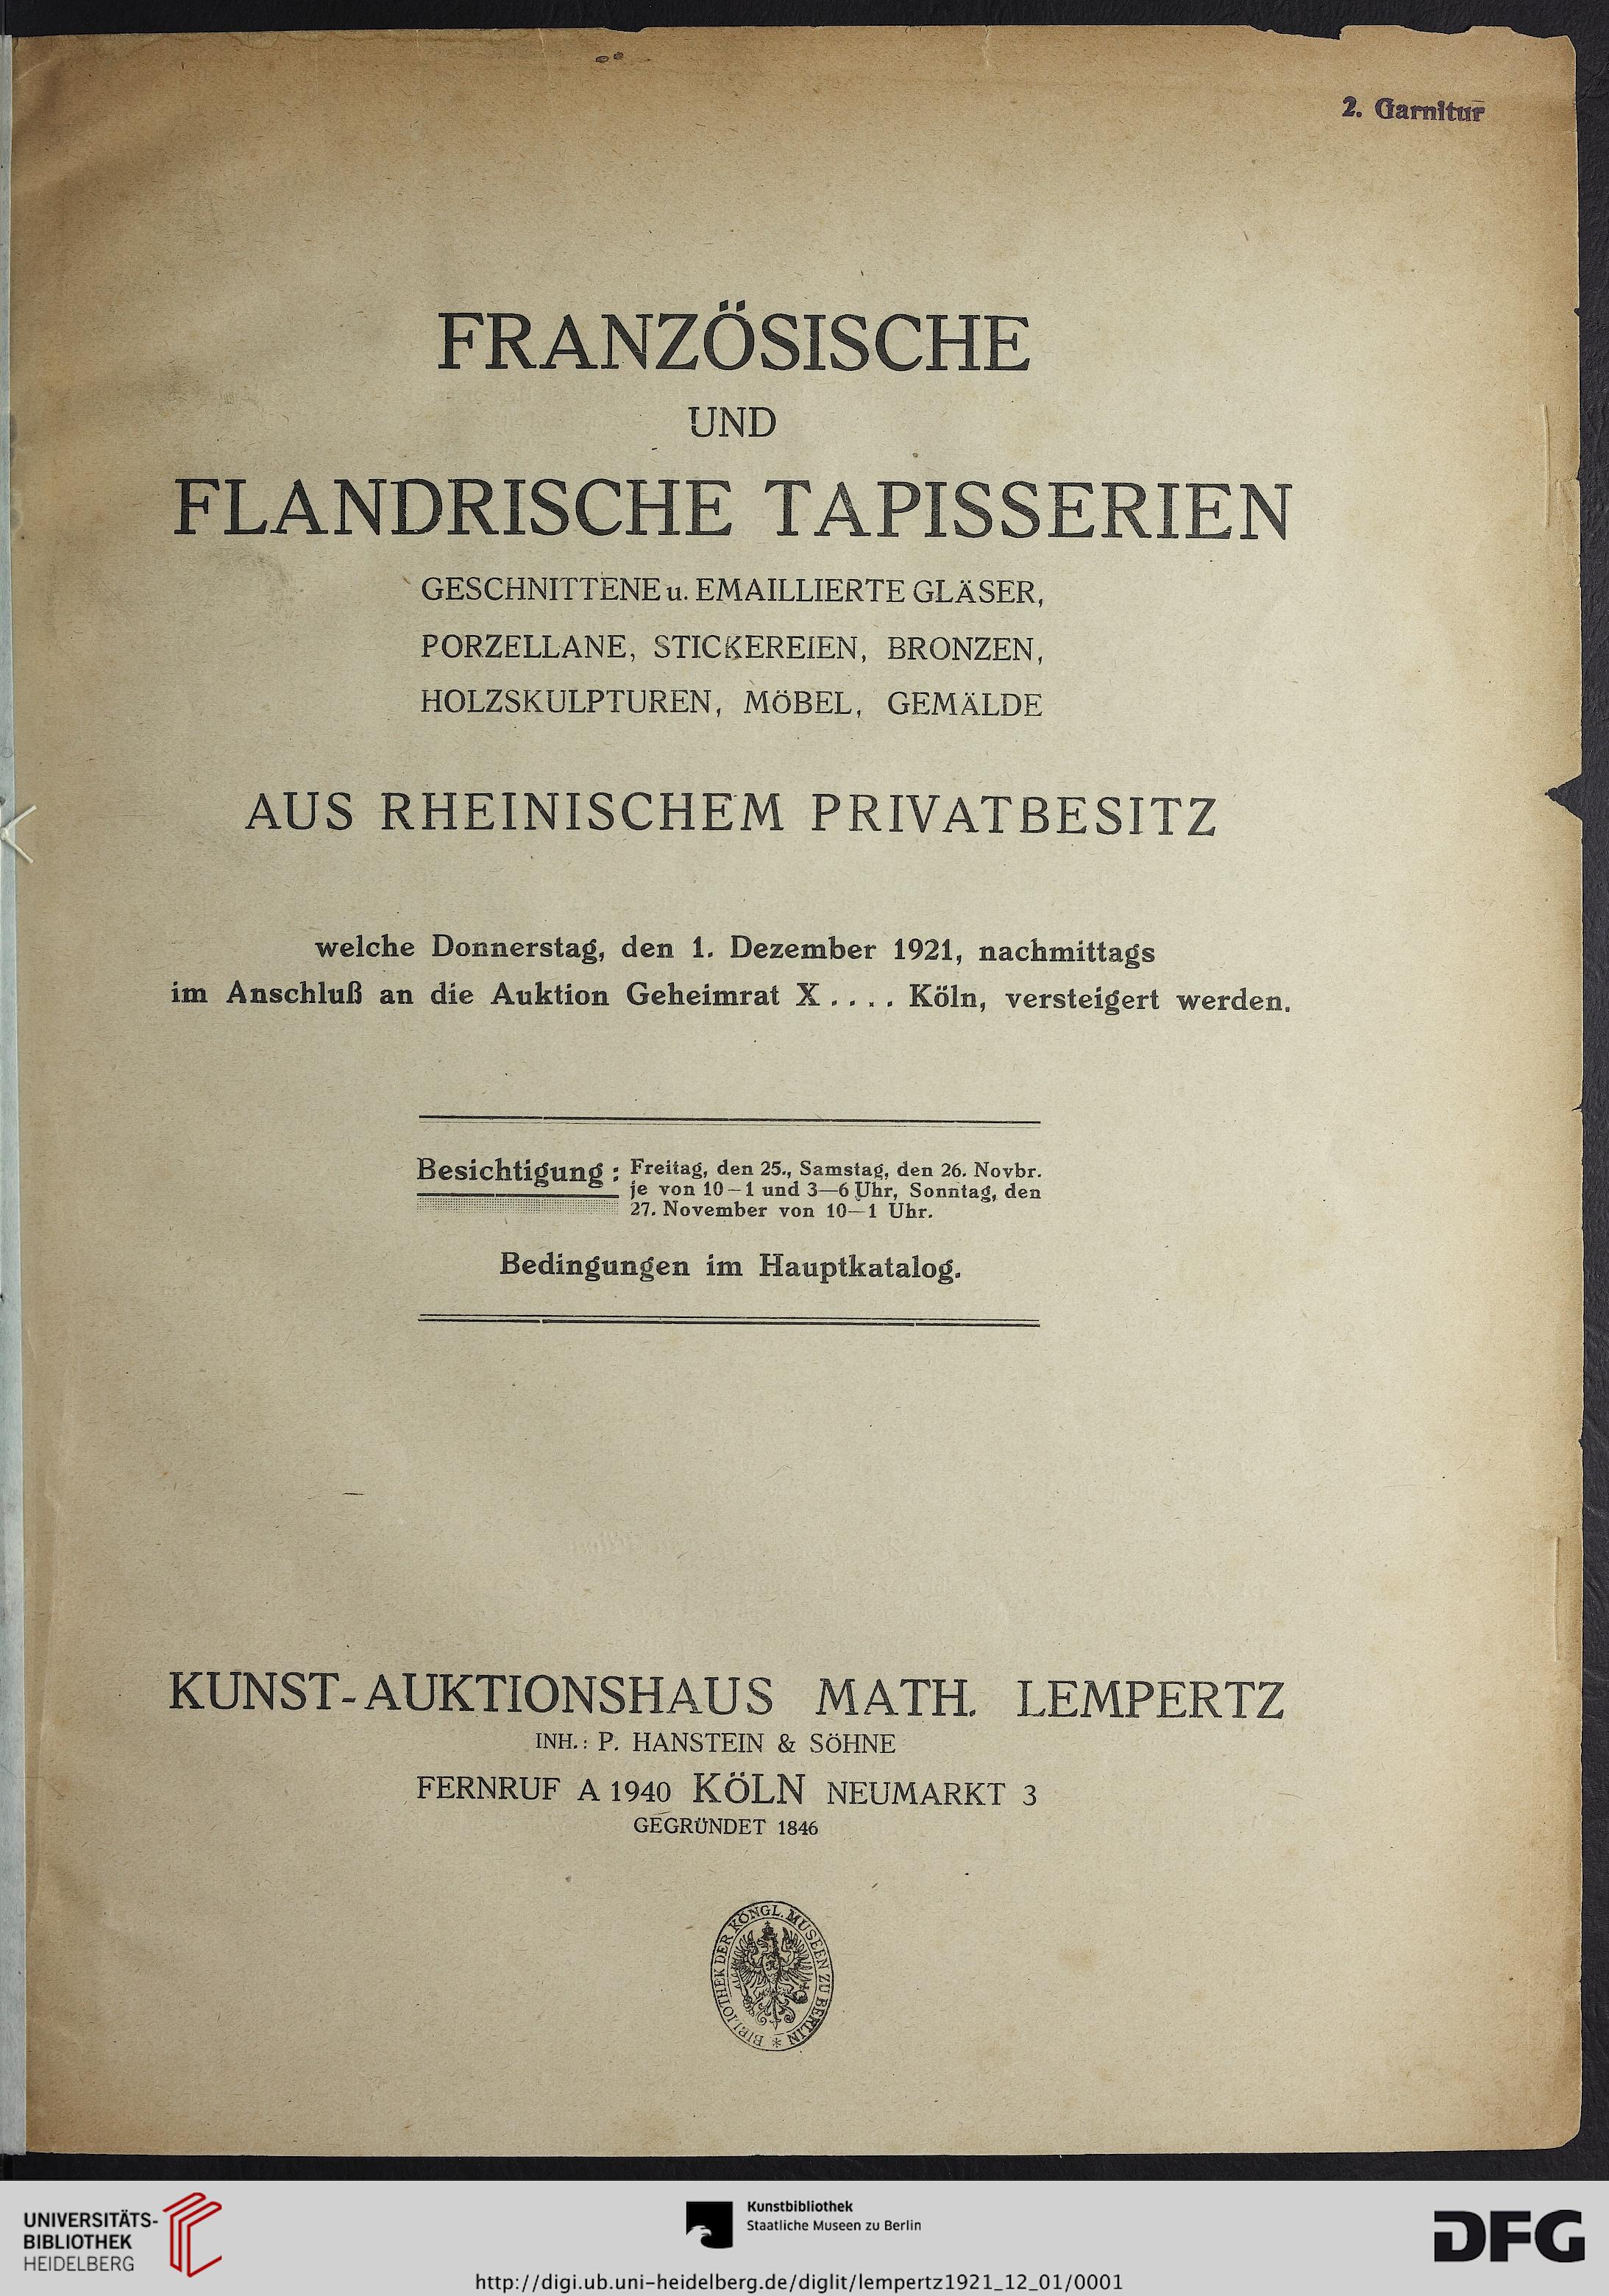 2. Garnitur
FRANZÖSISCHE
UND
FLANDRISCHE TAPISSERIEN
GESCHNITTENE u. EMAILLIERTE GLÄSER,
PORZELLANE, STICKEREIEN, BRONZEN,
HOLZSKULPTUREN, MÖBEL, GEMÄLDE
AUS RHEINISCHEM PRIVATBESITZ
welche Donnerstag, den 1. Dezember 1921, nachmittags
im Anschluß an die Auktion Geheimrat X . . . . Köln, versteigert werden.
Besichtigung : Freitag, den 25., Samstag, den 26. Novbr.
je von 10–1 und 3—6 Uhr, Sonntag, den
27. November von 10—1 Uhr.
Bedingungen im Hauptkatalog.
KUNST-AUKTIONSHAUS MATH. LEMPERTZ
INH.: P. HANSTEIN & SÖHNE
FERNRUF A 1940 KÖLN NEUMARKT 3
GEGRÜNDET 1846
BIBLIOTHEK DER KÖNGL. MUSEEN ZU BERLIN *
UNIVERSITÄTS-
BIBLIOTHEK
HEIDELBERG
Kunstbibliothek
Staatliche Museen zu Berlin
DFG
http://digi.ub.uni-heidelberg.de/diglit/lempertz1921_12_01/0001